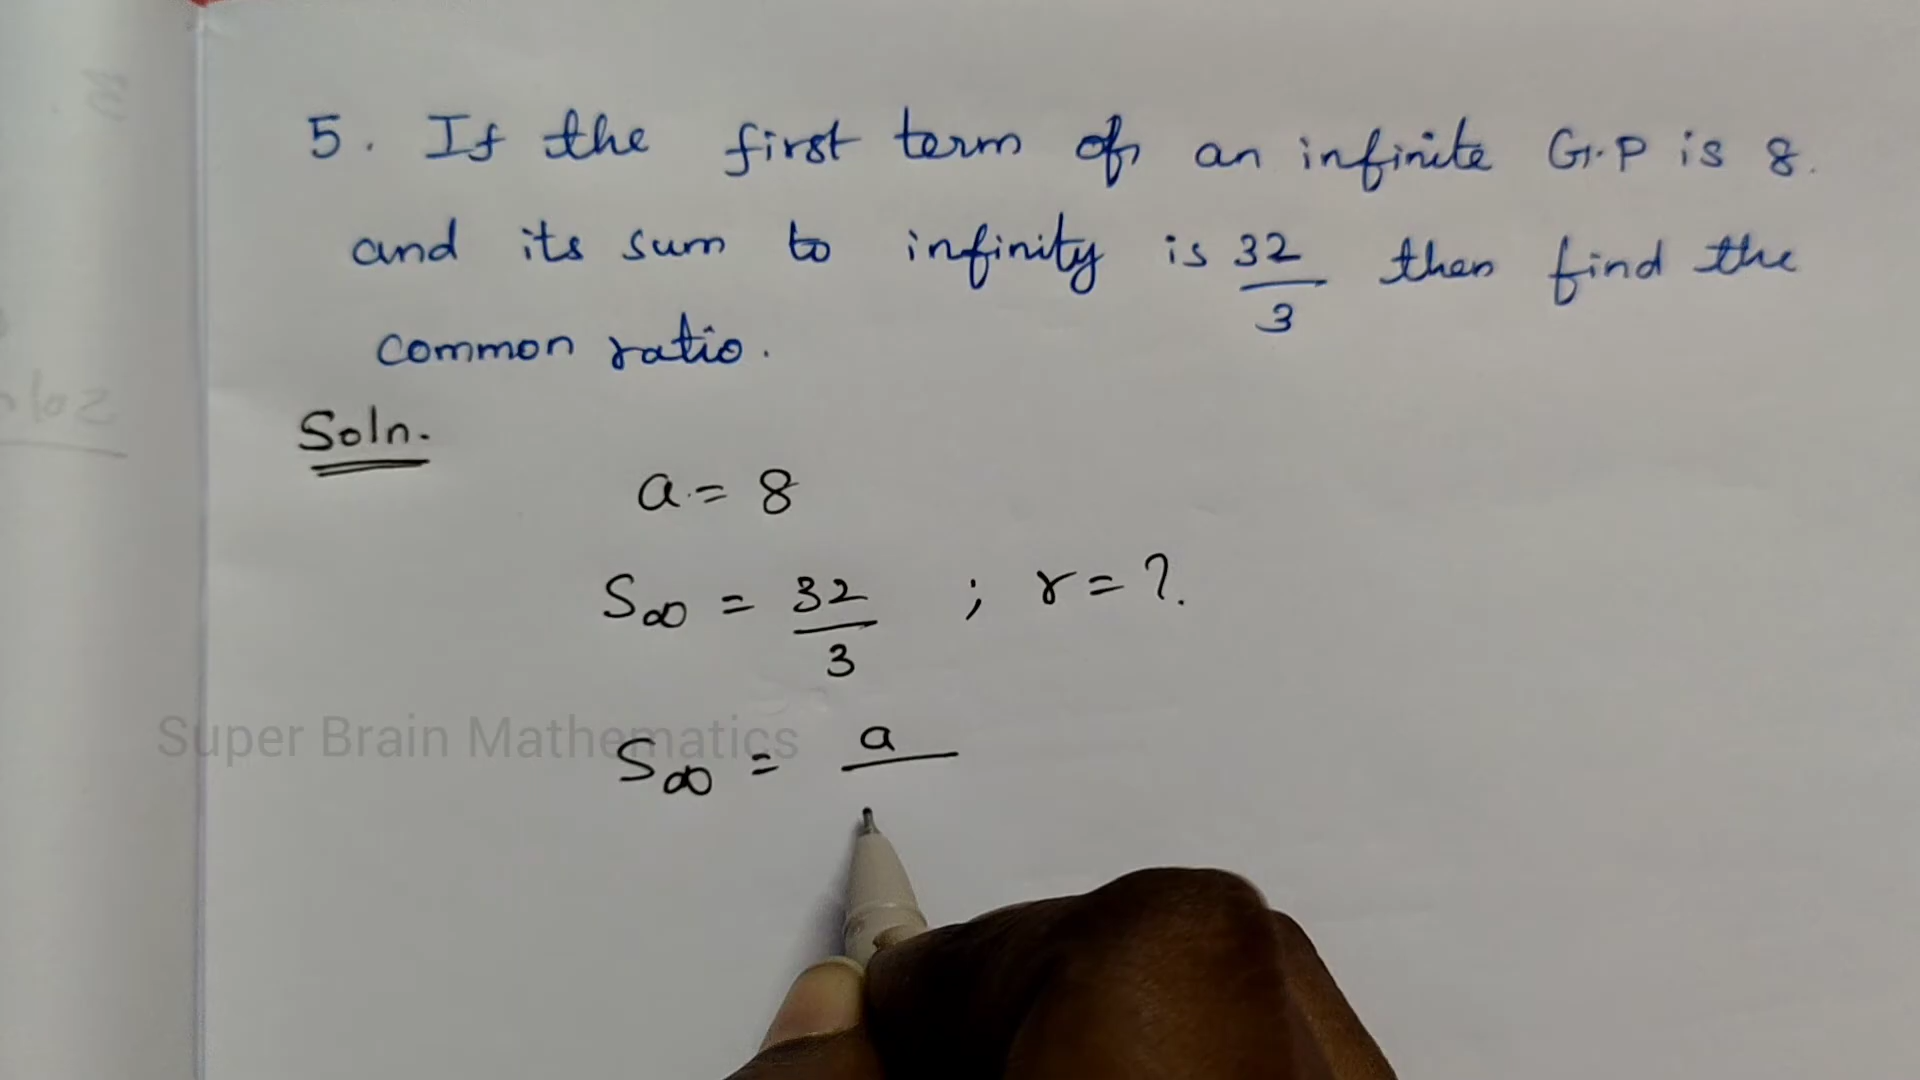 5. If the first term of an infinite G.P is 8.
and its sum to infinity is 32/3 then find the
common ratio.
Soln.
a = 8
S∞ = 32/3 ; r = ?.
Super Brain Mathematics
S∞ = a